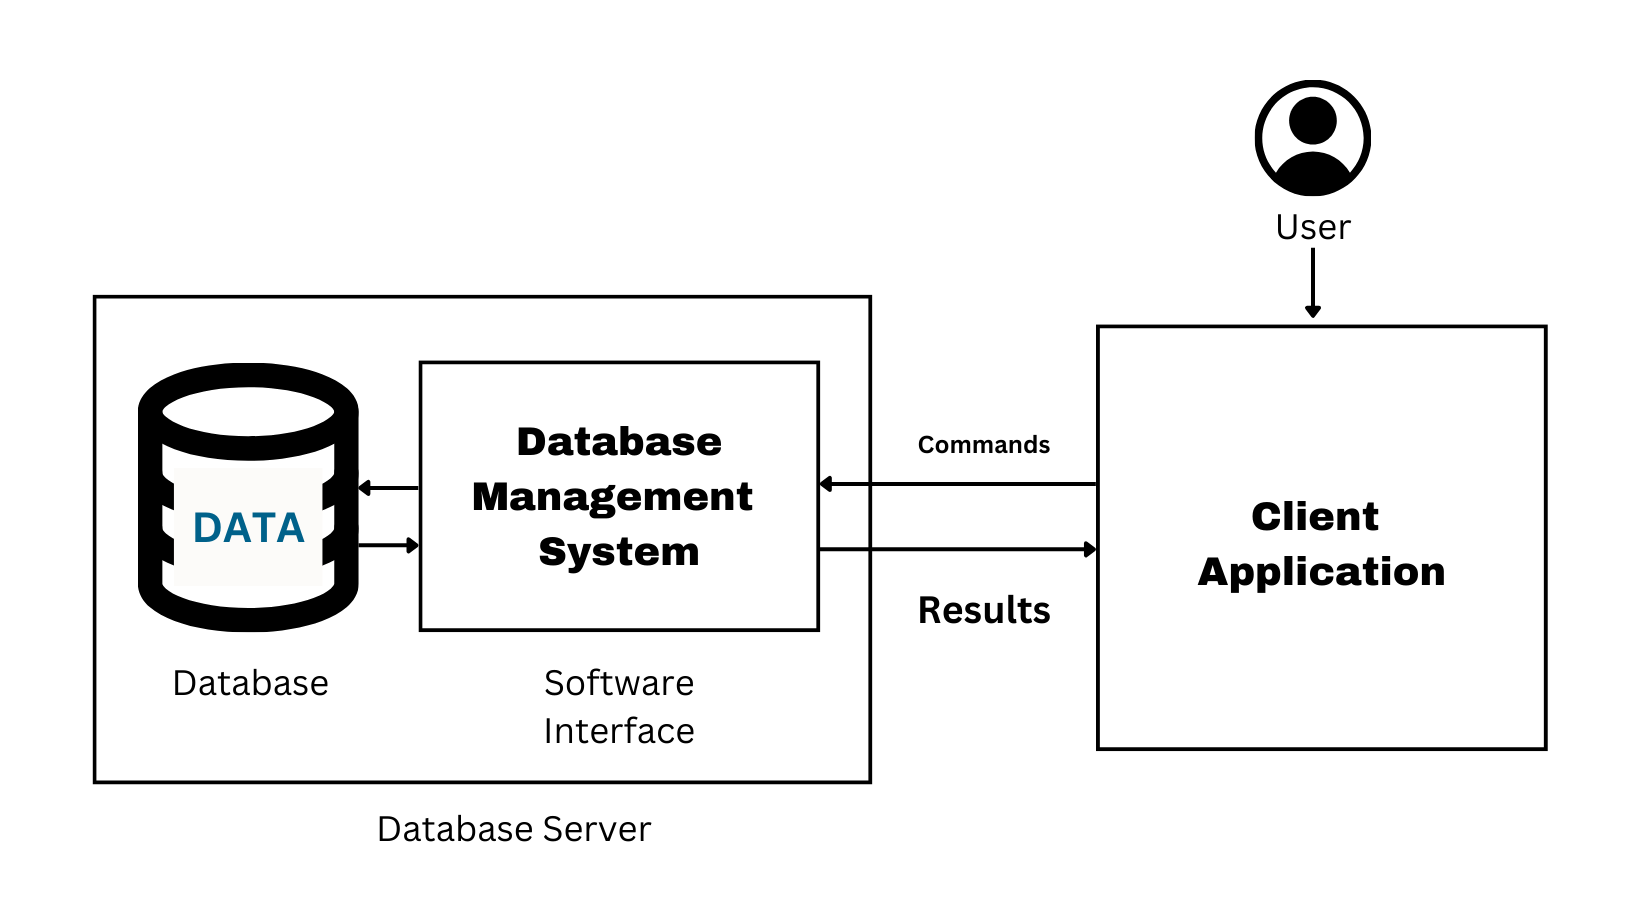 User
Database
Management
System
Commands
Client
Application
DATA
Results
Database
Software
Interface
Database Server